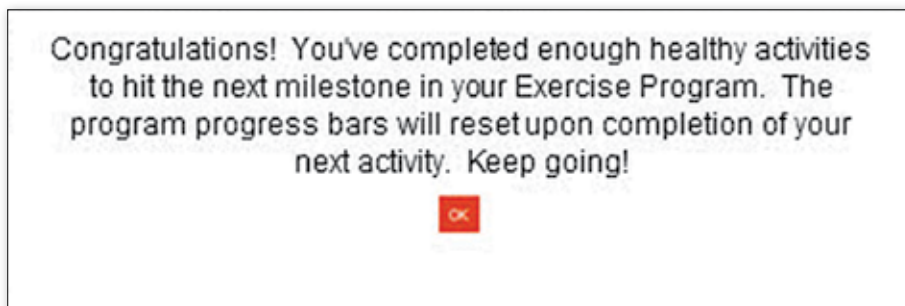 Congratulations! You've completed enough healthy activities
to hit the next milestone in your Exercise Program. The
program progress bars will reset upon completion of your
next activity. Keep going!
OK